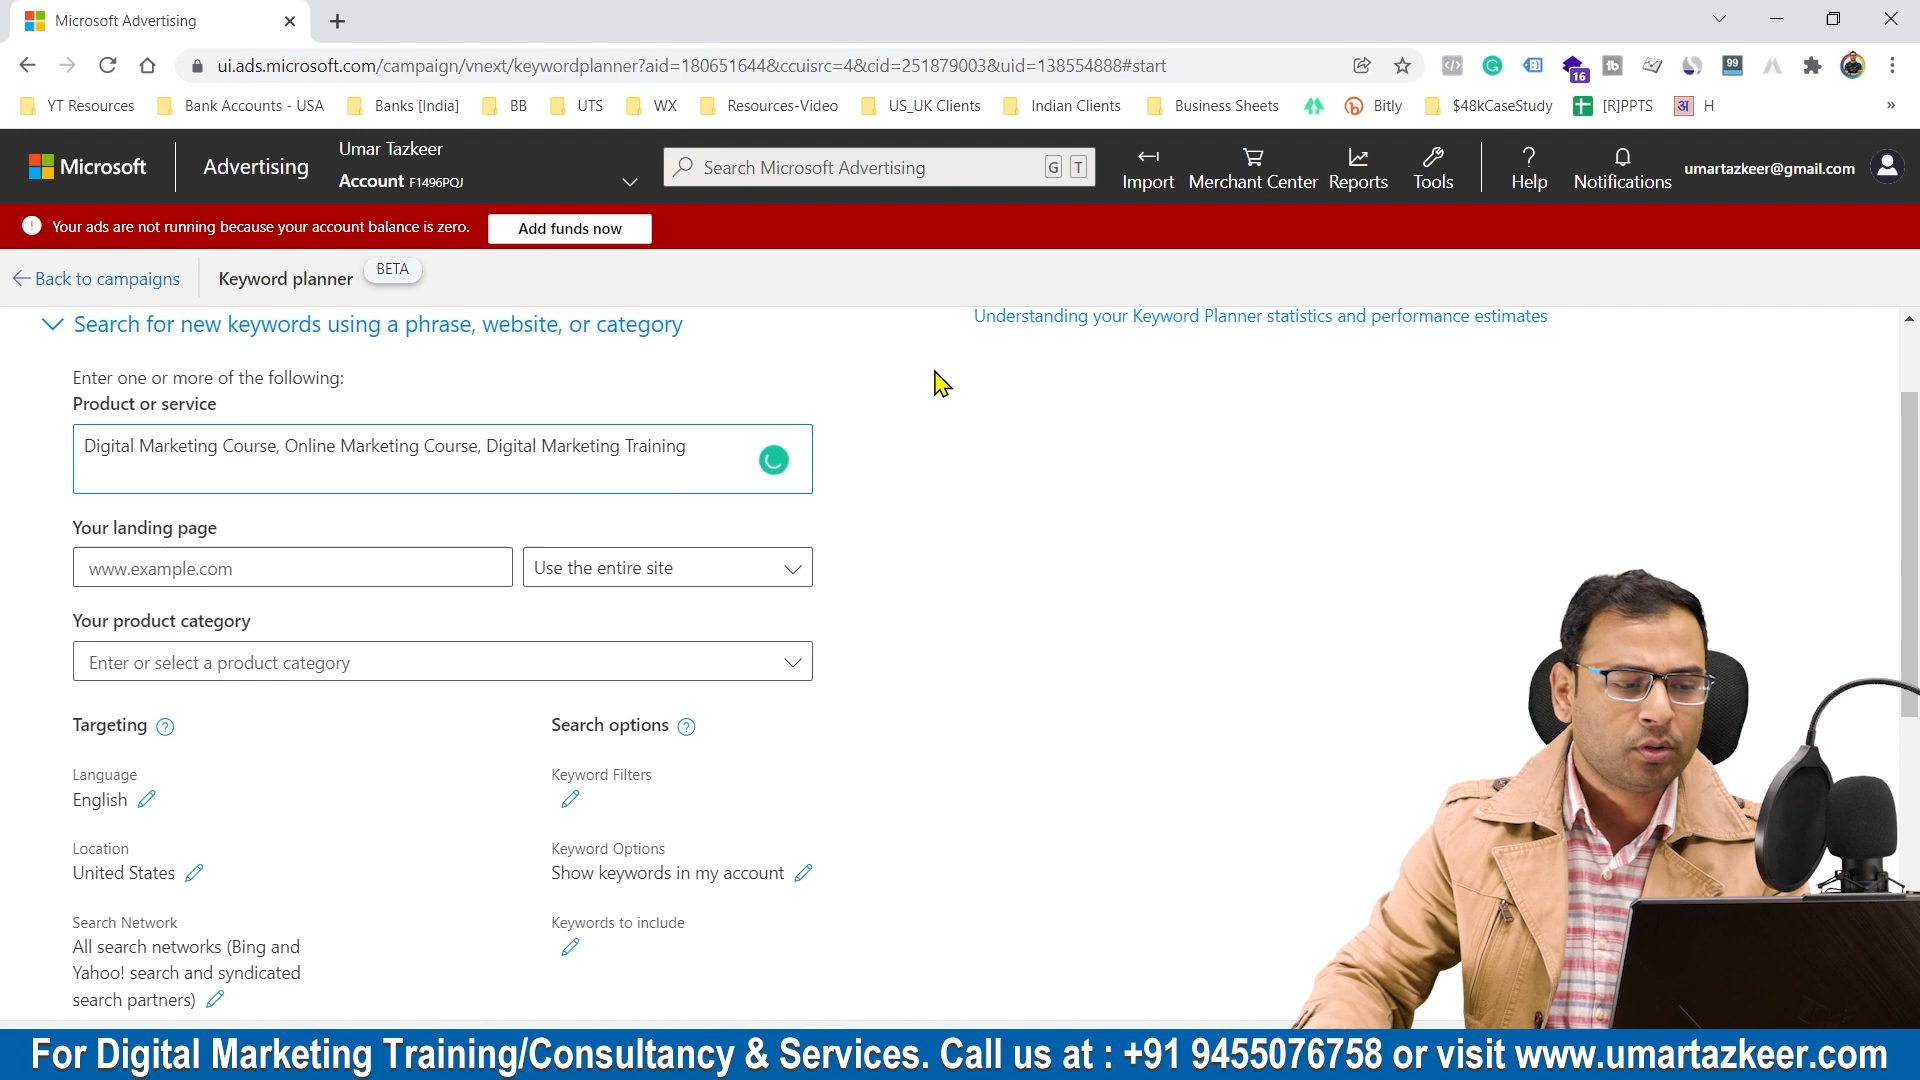 Microsoft Advertising
ui.ads.microsoft.com/campaign/vnext/keywordplanner?aid=180651644&ccuisrc=4&cid=251879003&uid=138554888#start
16
99
YT Resources Bank Accounts - USA Banks [India] BB UTS WX Resources-Video US_UK Clients Indian Clients Business Sheets Bitly $48kCaseStudy [R]PPTS अ H »
Microsoft Advertising
Umar Tazkeer
Account F1496PQJ
Search Microsoft Advertising G T
Import Merchant Center Reports Tools Help Notifications umartazkeer@gmail.com
Your ads are not running because your account balance is zero. Add funds now
Back to campaigns Keyword planner BETA
Search for new keywords using a phrase, website, or category
Understanding your Keyword Planner statistics and performance estimates
Enter one or more of the following:
Product or service
Digital Marketing Course, Online Marketing Course, Digital Marketing Training
Your landing page
www.example.com Use the entire site
Your product category
Enter or select a product category
Targeting ? Search options ?
Language Keyword Filters
English
Location Keyword Options
United States Show keywords in my account
Search Network Keywords to include
All search networks (Bing and
Yahoo! search and syndicated
search partners)
For Digital Marketing Training/Consultancy & Services. Call us at : +91 9455076758 or visit www.umartazkeer.com